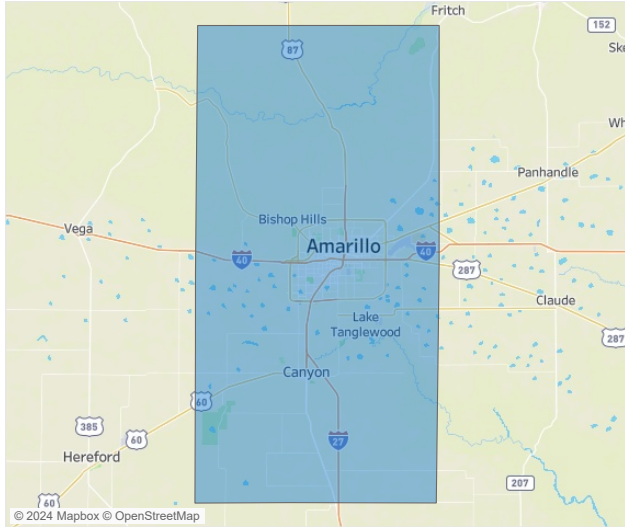 Fritch
152
87
Ske
Wh
Panhandle
Bishop Hills
Vega
Amarillo
40
40
287
Claude
Lake
Tanglewood
287
Canyon
60
385
60
27
Hereford
207
60
© 2024 Mapbox © OpenStreetMap